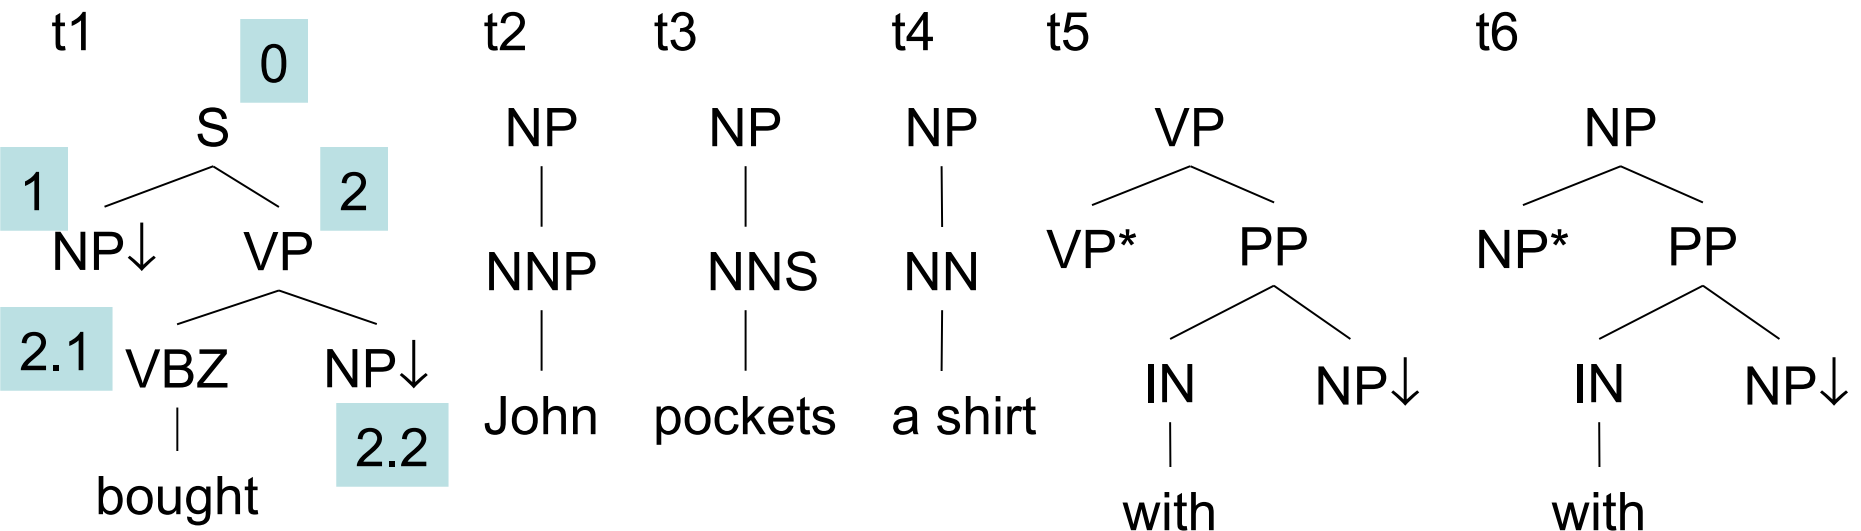 t1 t2 t3 t4 t5 t6
0
S NP NP NP VP NP
1 2
NP↓ VP NNP NNS NN VP* PP NP* PP
2.1 VBZ NP↓ John pockets a shirt IN NP↓ IN NP↓
2.2
bought with with